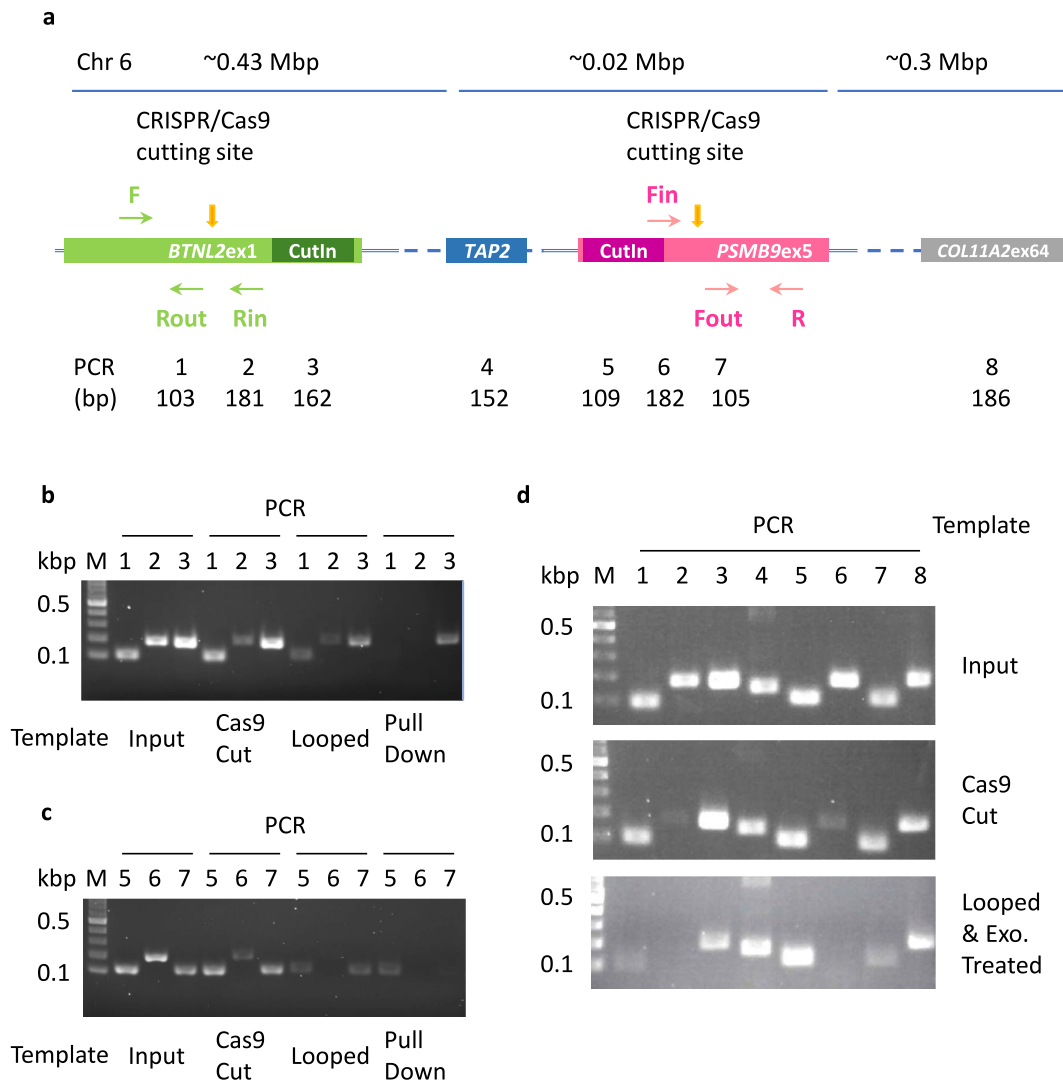 a
Chr 6 ~0.43 Mbp ~0.02 Mbp ~0.3 Mbp
CRISPR/Cas9 CRISPR/Cas9
cutting site cutting site
F Fin
BTNL2ex1 CutIn TAP2 CutIn PSMB9ex5 COL11A2ex64
Rout Rin Fout R
PCR 1 2 3 4 5 6 7 8
(bp) 103 181 162 152 109 182 105 186
b
PCR
kbp M 1 2 3 1 2 3 1 2 3 1 2 3
0.5
0.1
Template Input Cas9 Cut Looped Pull Down
c
PCR
kbp M 5 6 7 5 6 7 5 6 7 5 6 7
0.5
0.1
Template Input Cas9 Cut Looped Pull Down
d
PCR Template
kbp M 1 2 3 4 5 6 7 8
0.5
0.1
Input
0.5
0.1
Cas9
Cut
0.5
0.1
Looped
& Exo.
Treated